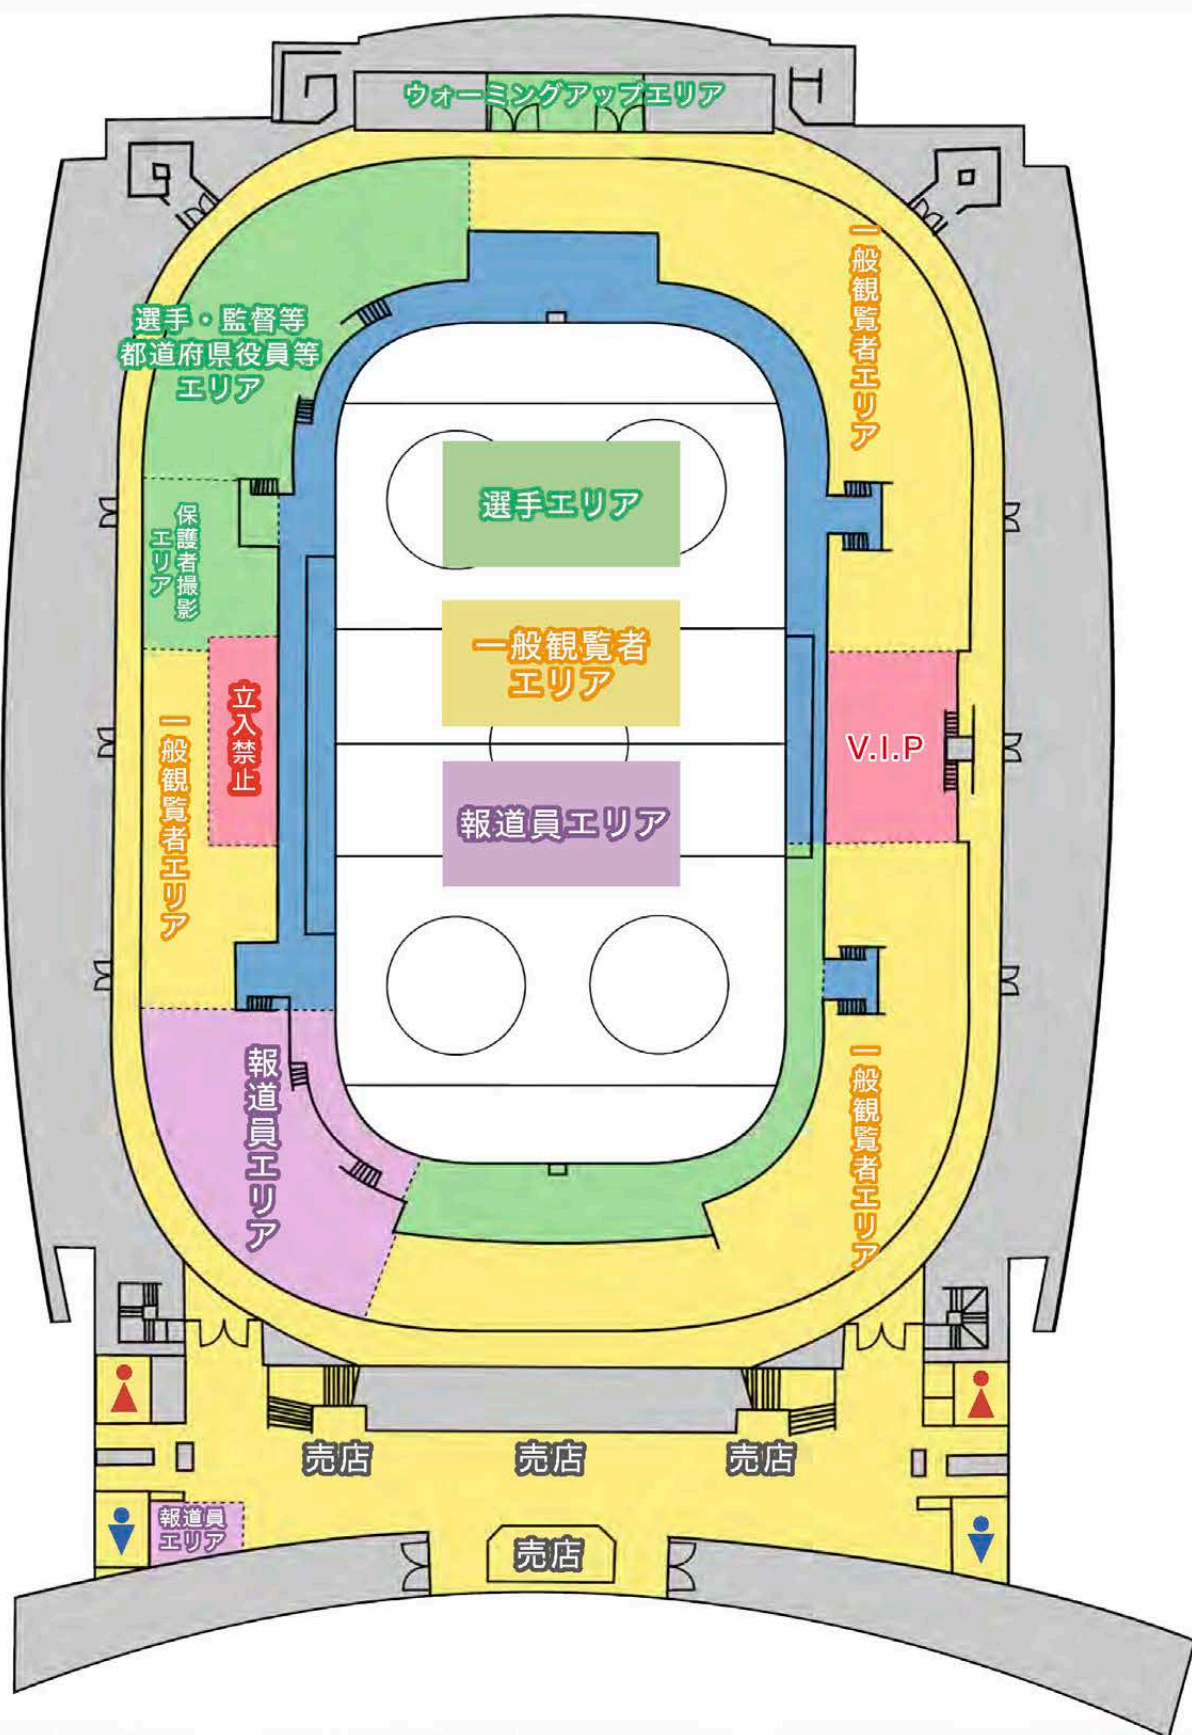 ウォーミングアップエリア
一般観覧者エリア
選手・監督等
都道府県役員等
エリア
選手エリア
保護者撮影
エリア
一般観覧者
エリア
立入禁止
V.I.P
一般観覧者エリア
報道員エリア
報道員エリア
一般観覧者エリア
売店
売店
売店
報道員
エリア
売店